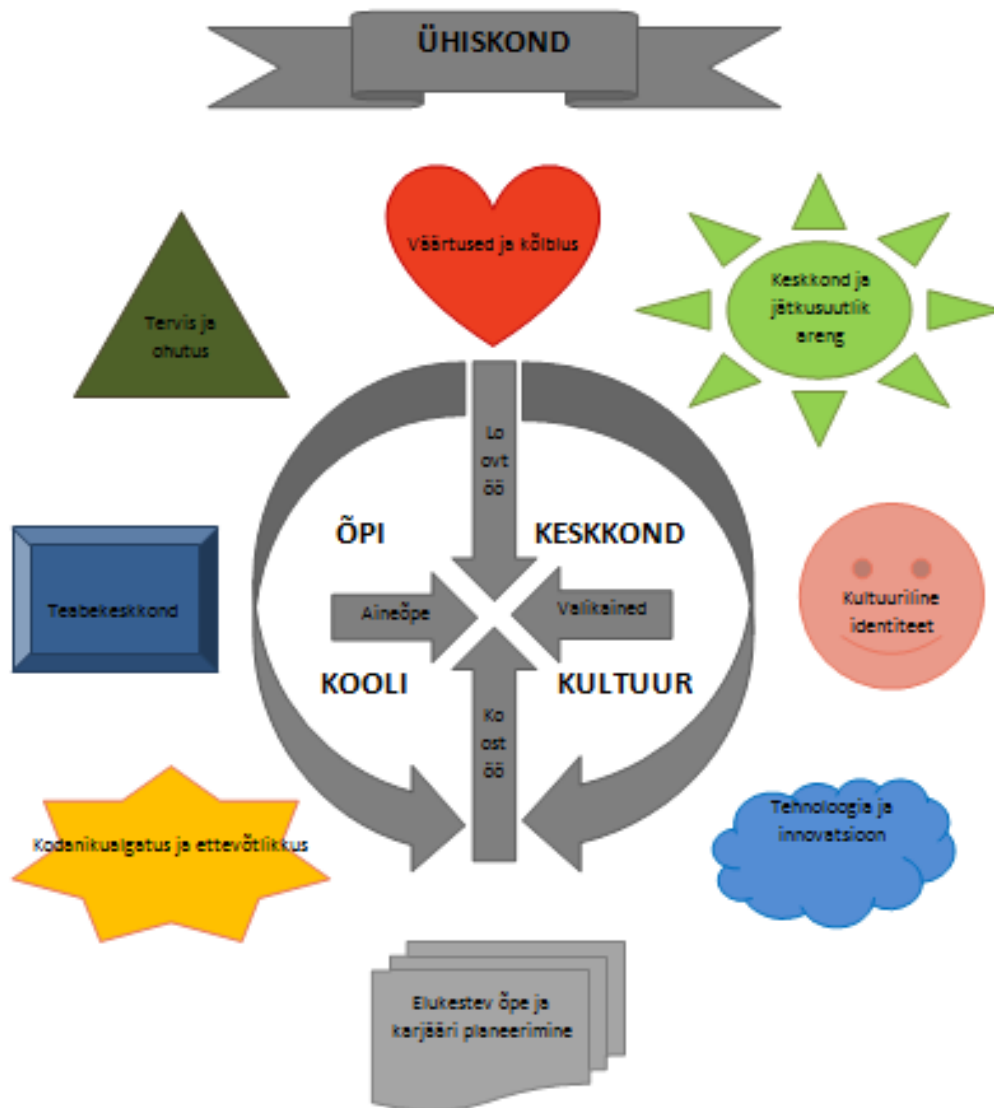 ÜHISKOND
Väärtused ja kõlblus
Keskkond ja
jätkusuutlik
areng
Tervis ja
ohutus
Lo
ovt
öö
ÕPI
KESKKOND
Teabekeskkond
Aineõpe
Valikained
Kultuuriline
identiteet
KOOLI
KULTUUR
Ko
ost
öö
Kodanikualgatus ja ettevõtlikkus
Tehnoloogia ja
innovatsioon
Elukestev õpe ja
karjääri planeerimine